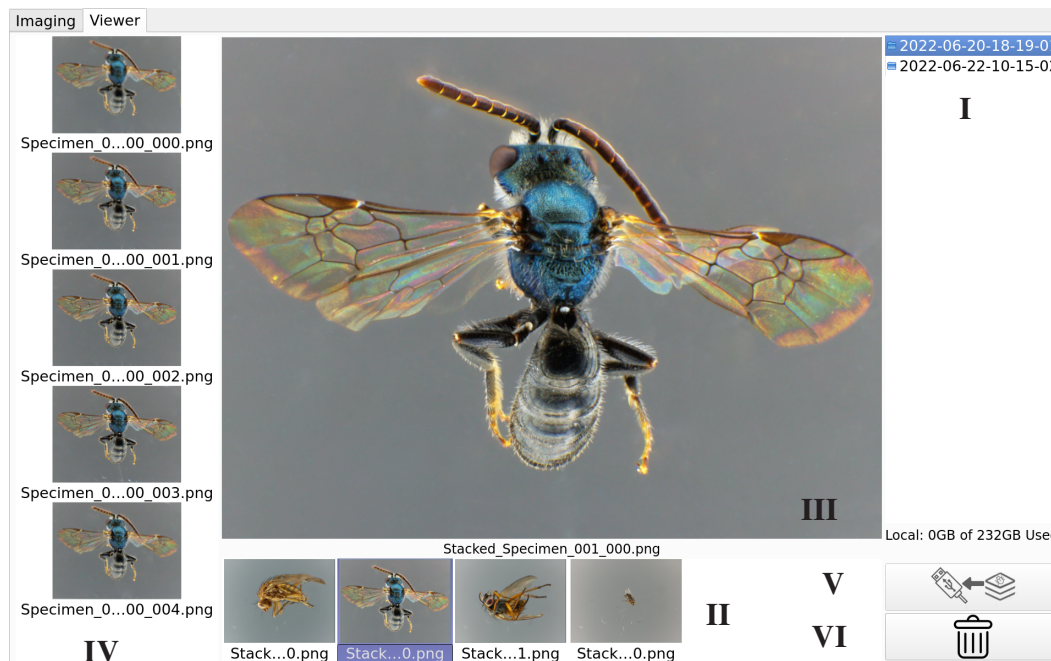 Imaging Viewer
Specimen_0...00_000.png
Specimen_0...00_001.png
Specimen_0...00_002.png
Specimen_0...00_003.png
Specimen_0...00_004.png
IV
III
Stacked_Specimen_001_000.png
Stack...0.png Stack...0.png Stack...1.png Stack...0.png
II
2022-06-20-18-19-0
2022-06-22-10-15-0
I
Local: 0GB of 232GB Use
V
VI